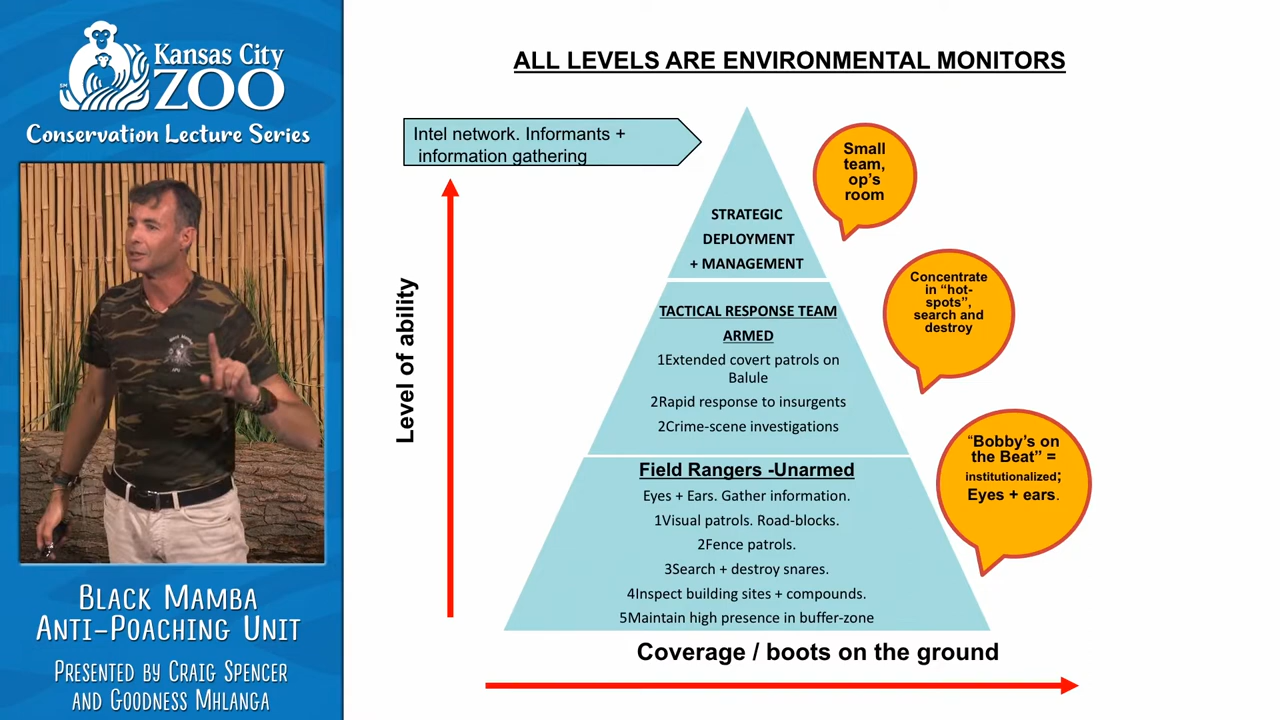 Kansas City
ZOO
SM
Conservation Lecture Series
BLACK MAMBA
ANTI-POACHING UNIT
PRESENTED BY CRAIG SPENCER
AND GOODNESS MHLANGA
ALL LEVELS ARE ENVIRONMENTAL MONITORS
Intel network. Informants +
information gathering
Level of ability
STRATEGIC
DEPLOYMENT
+ MANAGEMENT
Small
team,
op's
room
TACTICAL RESPONSE TEAM
ARMED
1Extended covert patrols on
Balule
2Rapid response to insurgents
2Crime-scene investigations
Concentrate
in “hot-
spots”,
search and
destroy
Field Rangers -Unarmed
Eyes + Ears. Gather information.
1Visual patrols. Road-blocks.
2Fence patrols.
3Search + destroy snares.
4Inspect building sites + compounds.
5Maintain high presence in buffer-zone
“Bobby’s on
the Beat” =
institutionalized;
Eyes + ears.
Coverage / boots on the ground